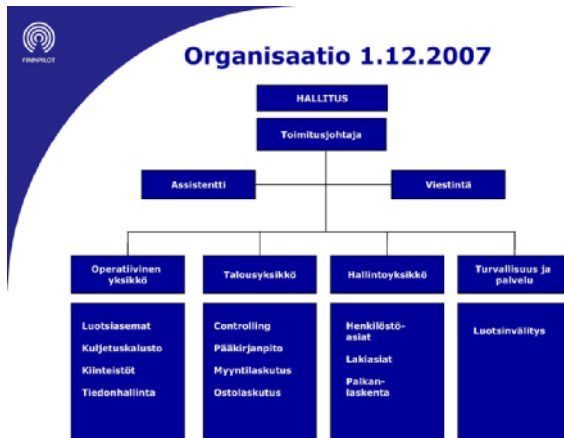 FINNPILOT
Organisaatio 1.12.2007
HALLITUS
Toimitusjohtaja
Assistentti
Viestintä
Operatiivinen
yksikkö
Talousyksikkö
Hallintoyksikkö
Turvallisuus ja
palvelu
Luotsiasemat
Kuljetuskalusto
Kiinteistöt
Tiedonhallinta
Controlling
Pääkirjanpito
Myyntilaskutus
Ostolaskutus
Henkilöstö-
asiat
Lakiasiat
Palkan-
laskenta
Luotsinvälitys